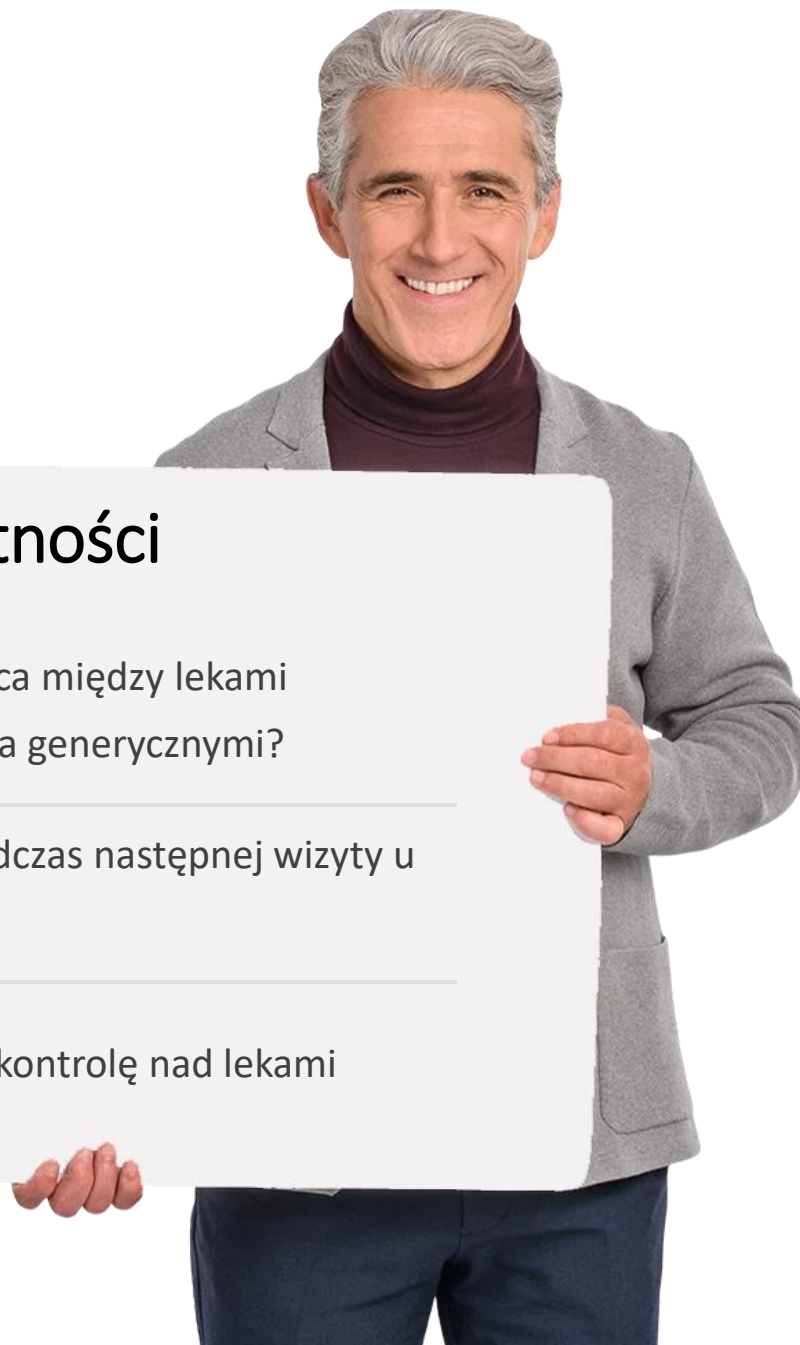 tności
ca między lekami
a generycznymi?
dczas następnej wizyty u
kontrolę nad lekami